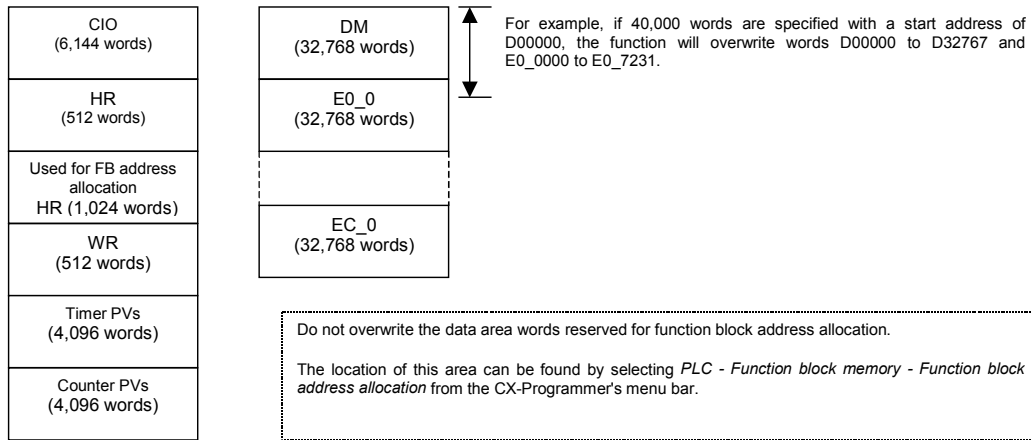 CIO
(6,144 words)
HR
(512 words)
Used for FB address
allocation
HR (1,024 words)
WR
(512 words)
Timer PVs
(4,096 words)
Counter PVs
(4,096 words)
DM
(32,768 words)
E0_0
(32,768 words)
EC_0
(32,768 words)
For example, if 40,000 words are specified with a start address of
D00000, the function will overwrite words D00000 to D32767 and
E0_0000 to E0_7231.
Do not overwrite the data area words reserved for function block address allocation.
The location of this area can be found by selecting PLC - Function block memory - Function block
address allocation from the CX-Programmer's menu bar.